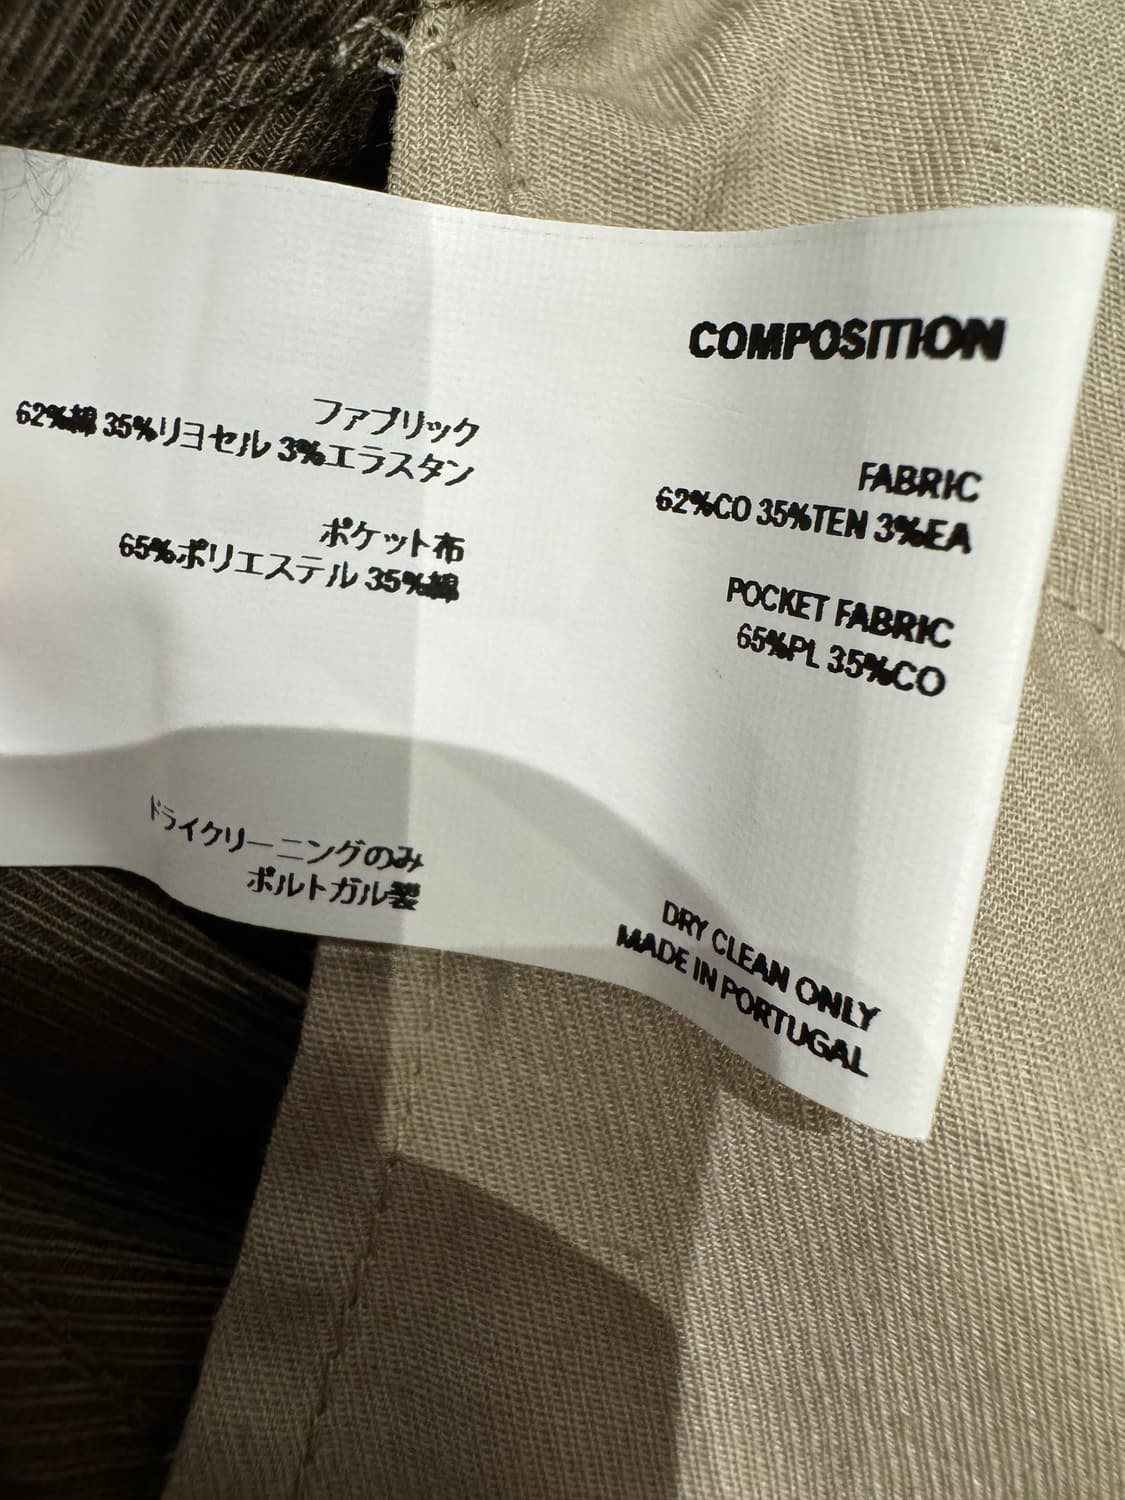 COMPOSITION
FABRIC
62%CO 35%TEN 3%EA
POCKET FABRIC
65%PL 35%CO
DRY CLEAN ONLY
MADE IN PORTUGAL
ファブリック
62%綿 35%リヨセル 3%エラスタン
ポケット布
65%ポリエステル 35%綿
ドライクリーニングのみ
ポルトガル製